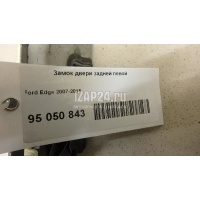 Замок двери задней левой
Ford Edge 2007-2015
IZAP24.RU
95 050 843